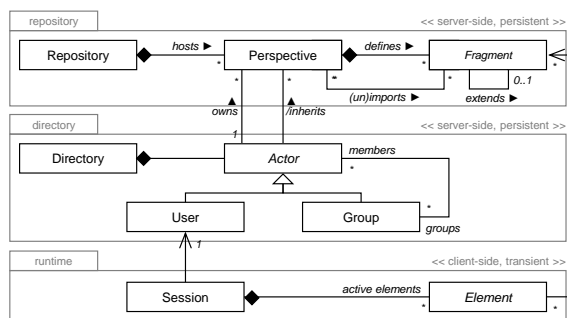 repository
<< server-side, persistent >>
Repository
hosts ►
*
Perspective
defines ►
*
Fragment
*
* * ** *
(un)imports ►
0..1
extends ►
▲
owns
▲
/inherits
1
directory
<< server-side, persistent >>
Directory
Actor
members
*
User
Group
*
groups
1
runtime
<< client-side, transient >>
Session
active elements
*
Element
*